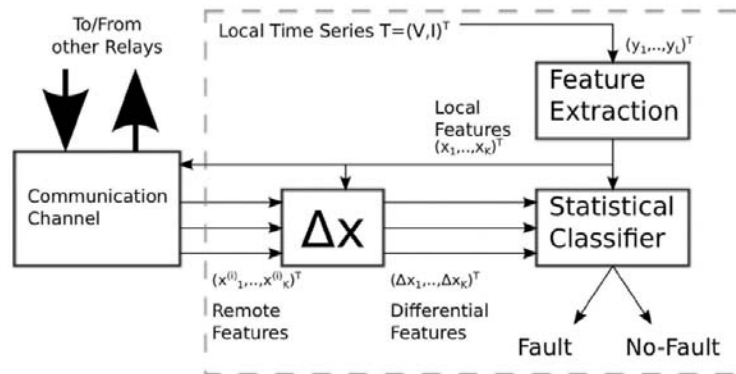 To/From
other Relays
Local Time Series T=(V,I)ᵀ
(y₁,..,y_L)ᵀ
Feature
Extraction
Local
Features
(x₁,..,x_K)ᵀ
Communication
Channel
Δx
Statistical
Classifier
(x⁽ⁱ⁾₁,..,x⁽ⁱ⁾_K)ᵀ
Remote
Features
(Δx₁,..,Δx_K)ᵀ
Differential
Features
Fault
No-Fault